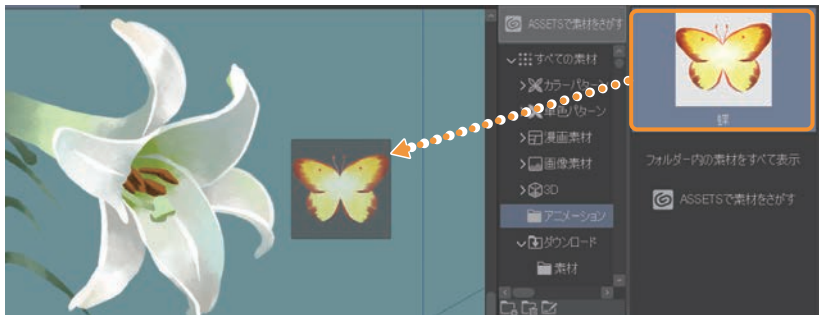 ASSETSで素材をさがす
すべての素材
カラーパターン
単色パターン
漫画素材
画像素材
3D
アニメーション
ダウンロード
素材
蝶
フォルダー内の素材をすべて表示
ASSETSで素材をさがす